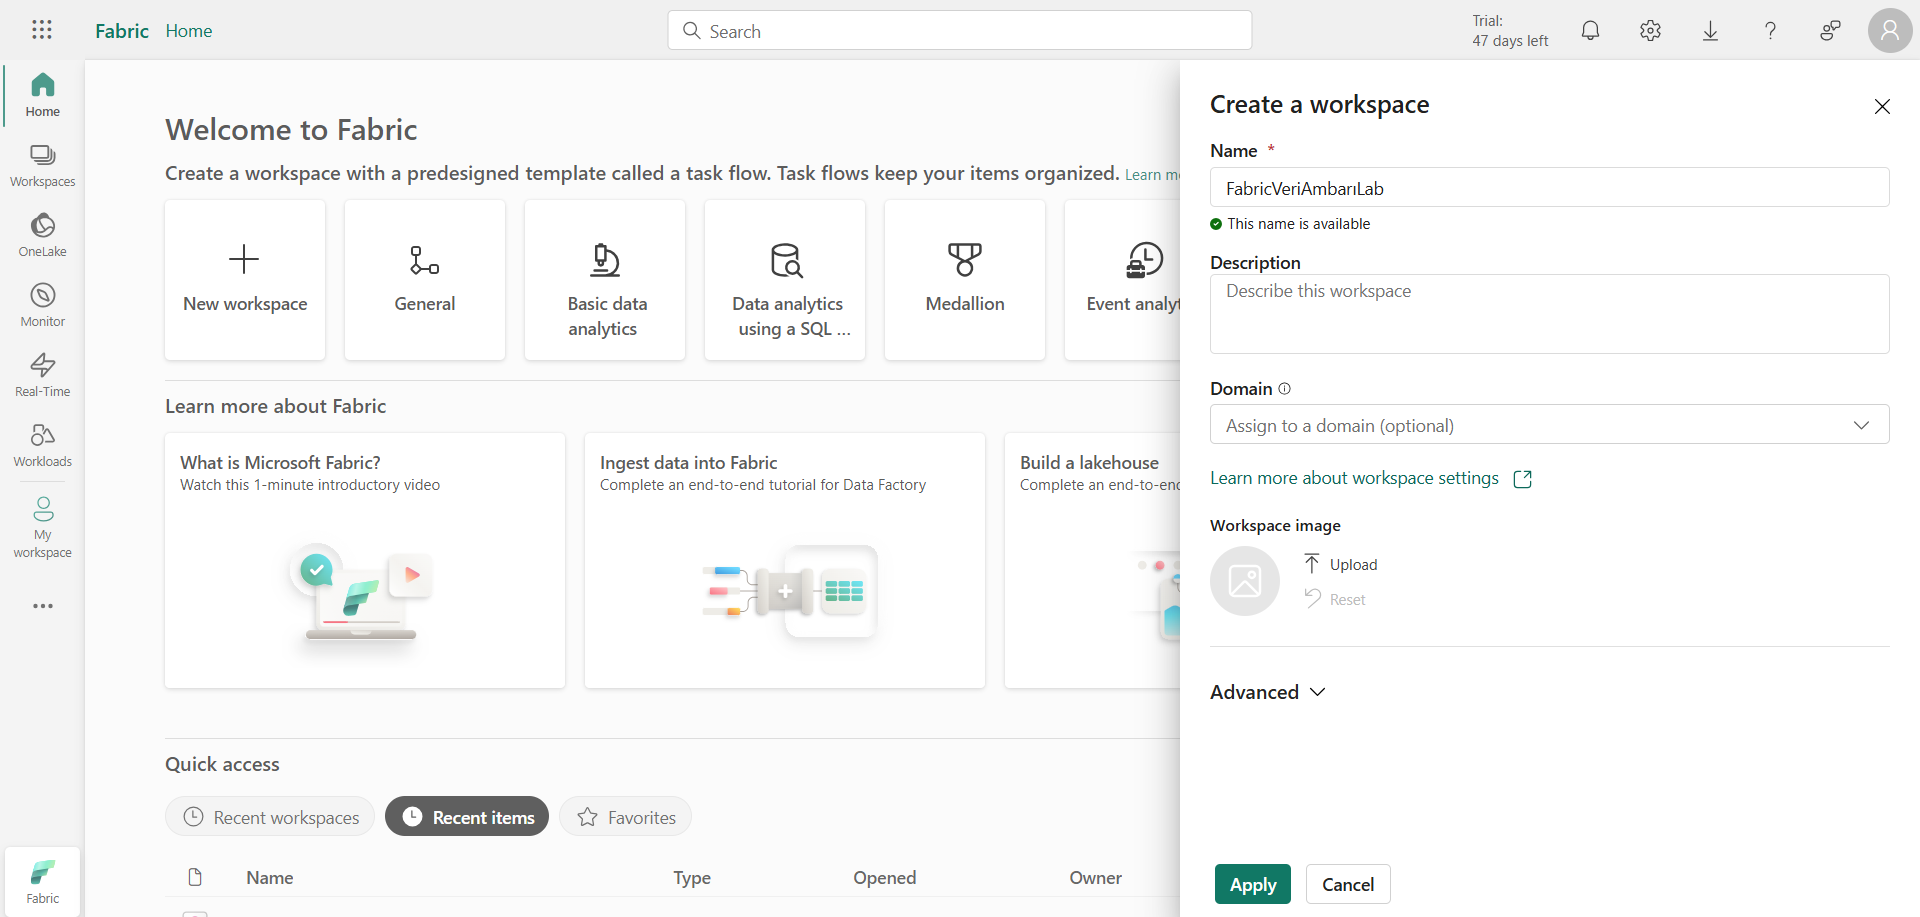 Fabric Home
Search
Trial:
47 days left
Home
Workspaces
OneLake
Monitor
Real-Time
Workloads
My
workspace
Fabric
Welcome to Fabric
Create a workspace with a predesigned template called a task flow. Task flows keep your items organized. Learn m
New workspace
General
Basic data
analytics
Data analytics
using a SQL ...
Medallion
Event analyt
Learn more about Fabric
What is Microsoft Fabric?
Watch this 1-minute introductory video
Ingest data into Fabric
Complete an end-to-end tutorial for Data Factory
Build a lakehouse
Complete an end-to-en
Quick access
Recent workspaces
Recent items
Favorites
Name Type Opened Owner
Create a workspace
Name *
FabricVeriAmbarıLab
This name is available
Description
Describe this workspace
Domain
Assign to a domain (optional)
Learn more about workspace settings
Workspace image
Upload
Reset
Advanced
Apply Cancel